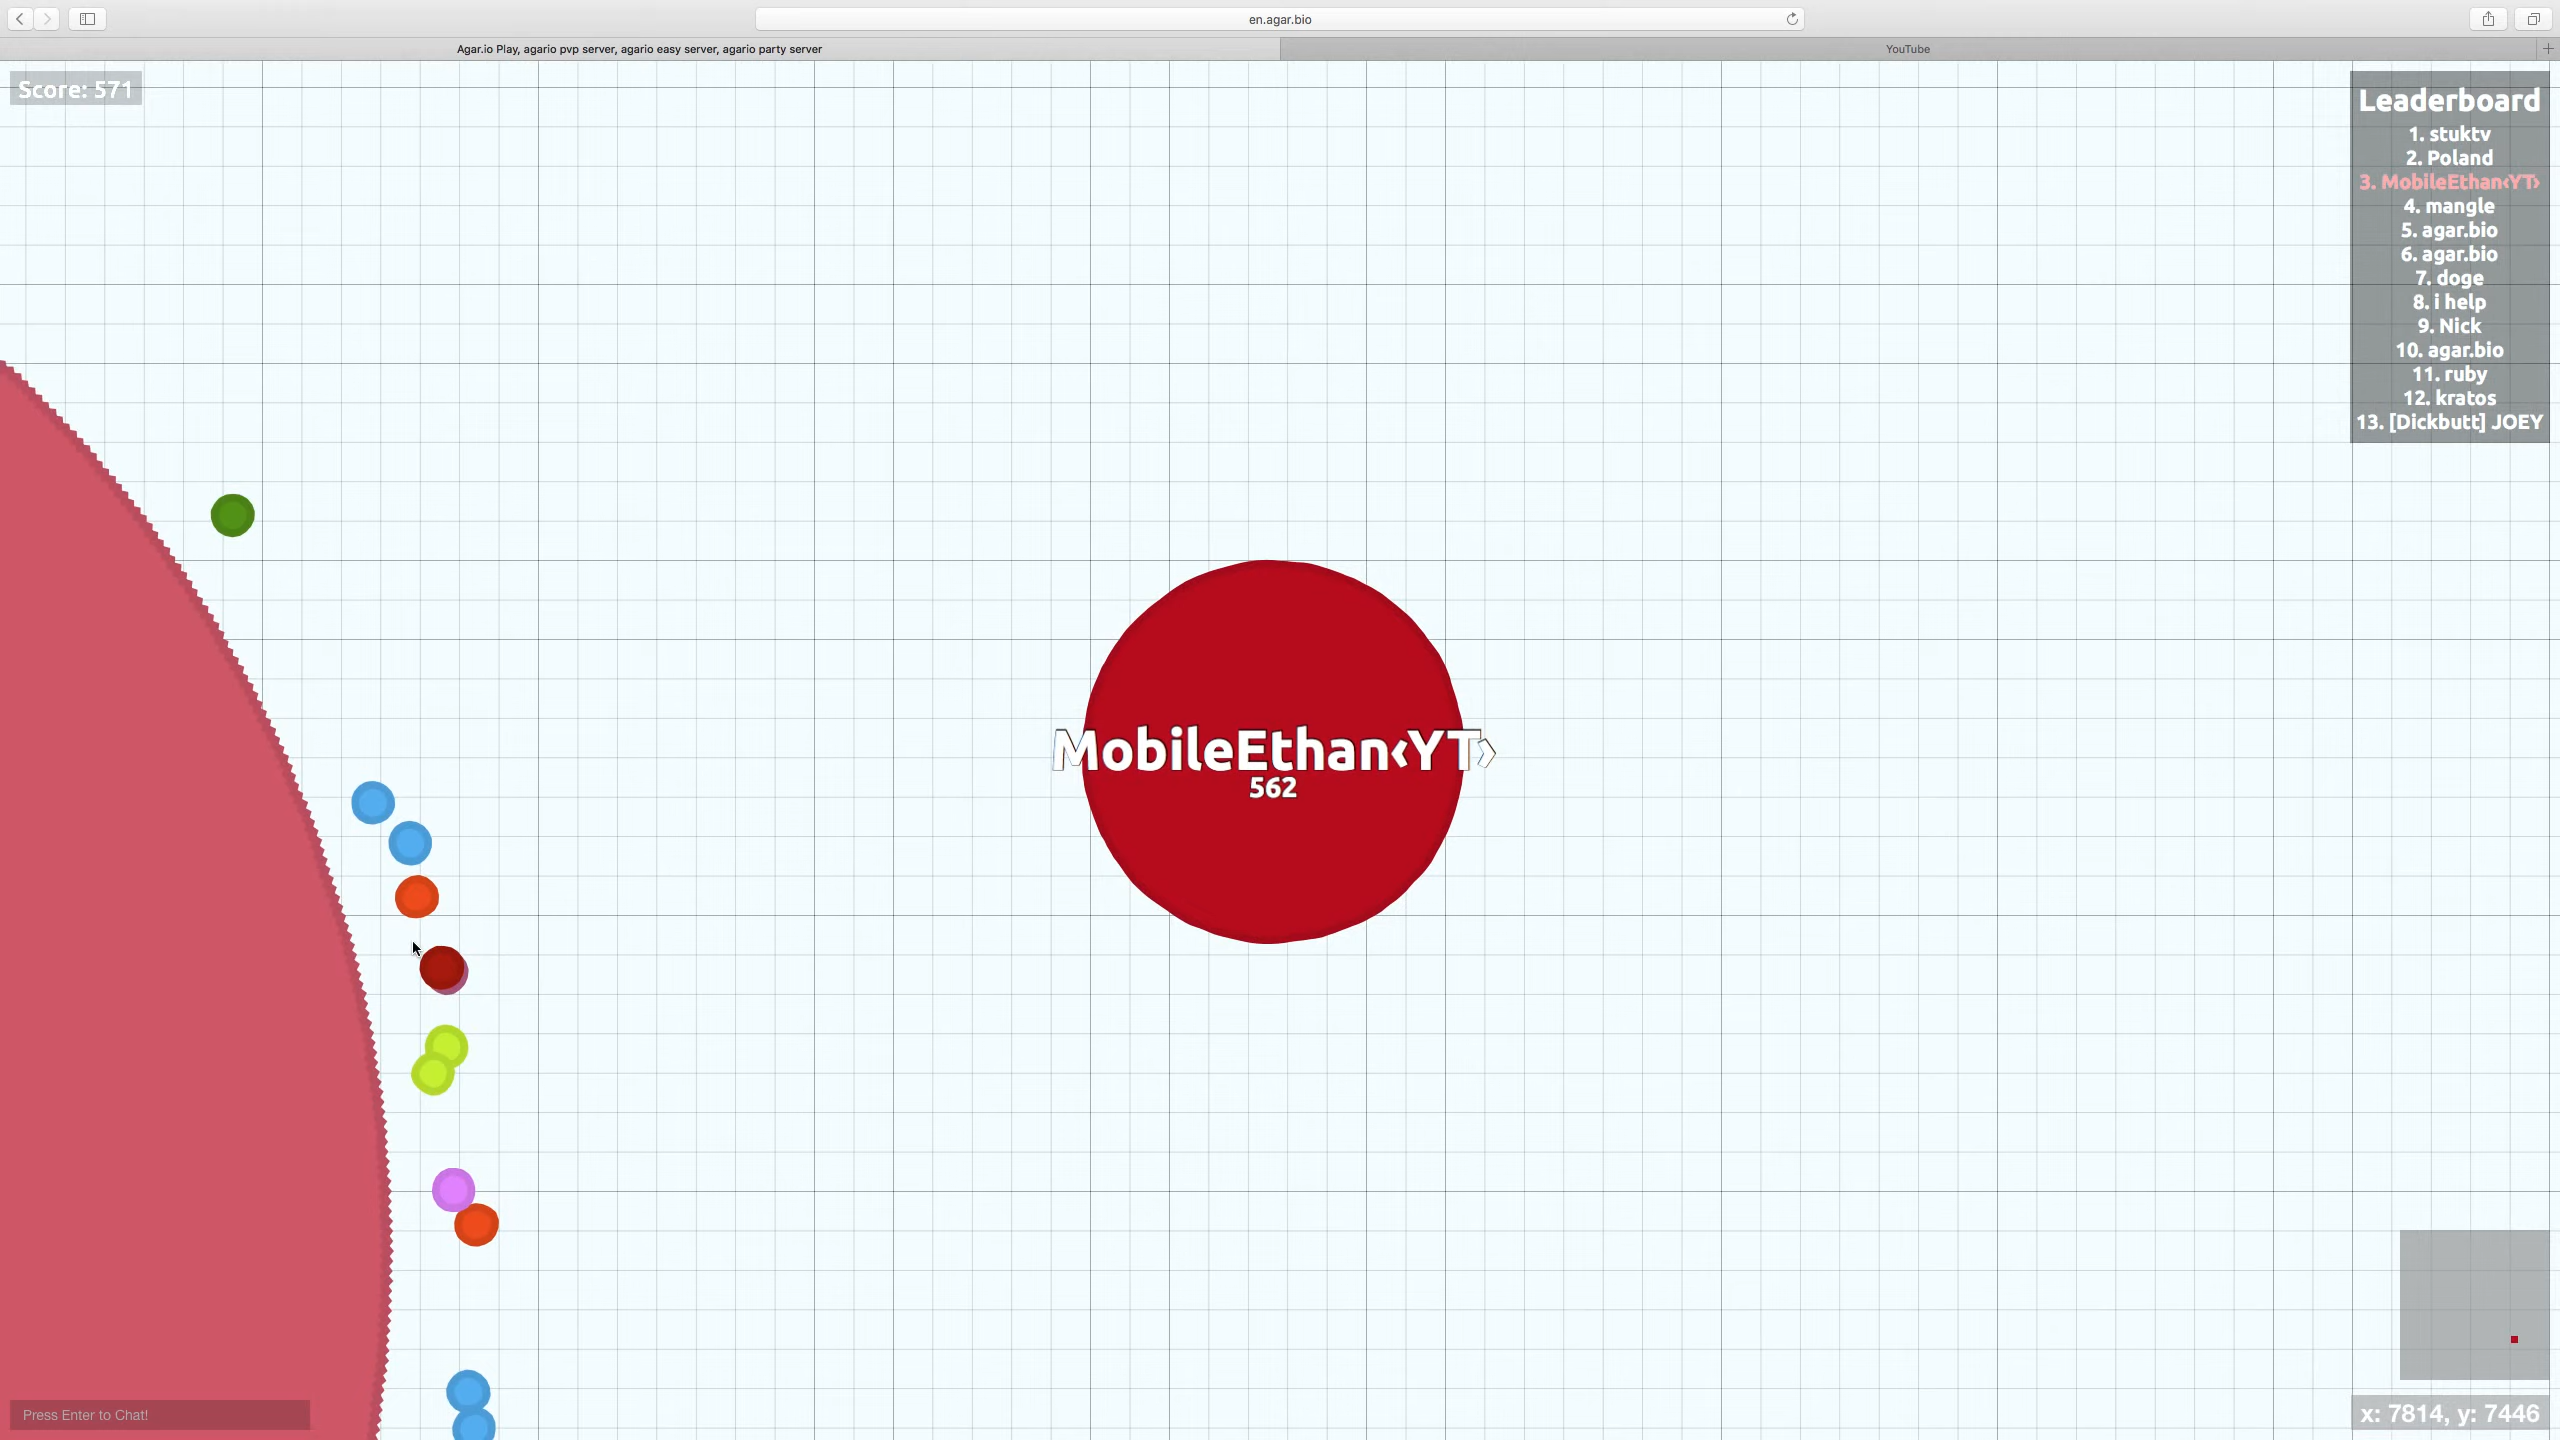 en.agar.bio
Agar.io Play, agario pvp server, agario easy server, agario party server
YouTube
Score: 571
Leaderboard
1. stuktv
2. Poland
3. MobileEthan‹YT›
4. mangle
5. agar.bio
6. agar.bio
7. doge
8. i help
9. Nick
10. agar.bio
11. ruby
12. kratos
13. [Dickbutt] JOEY
MobileEthan‹YT›
562
Press Enter to Chat!
x: 7814, y: 7446